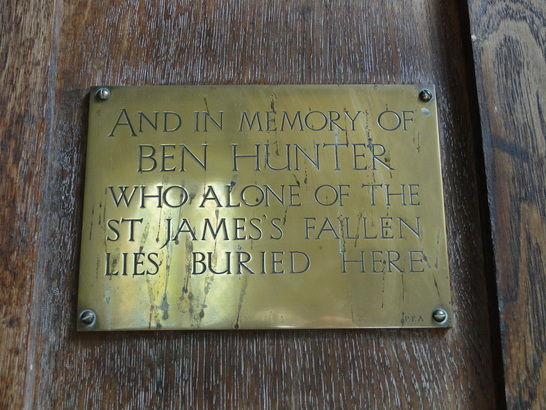 AND IN MEMORY OF
BEN HUNTER
WHO ALONE OF THE
ST JAMES'S FALLEN
LIES BURIED HERE